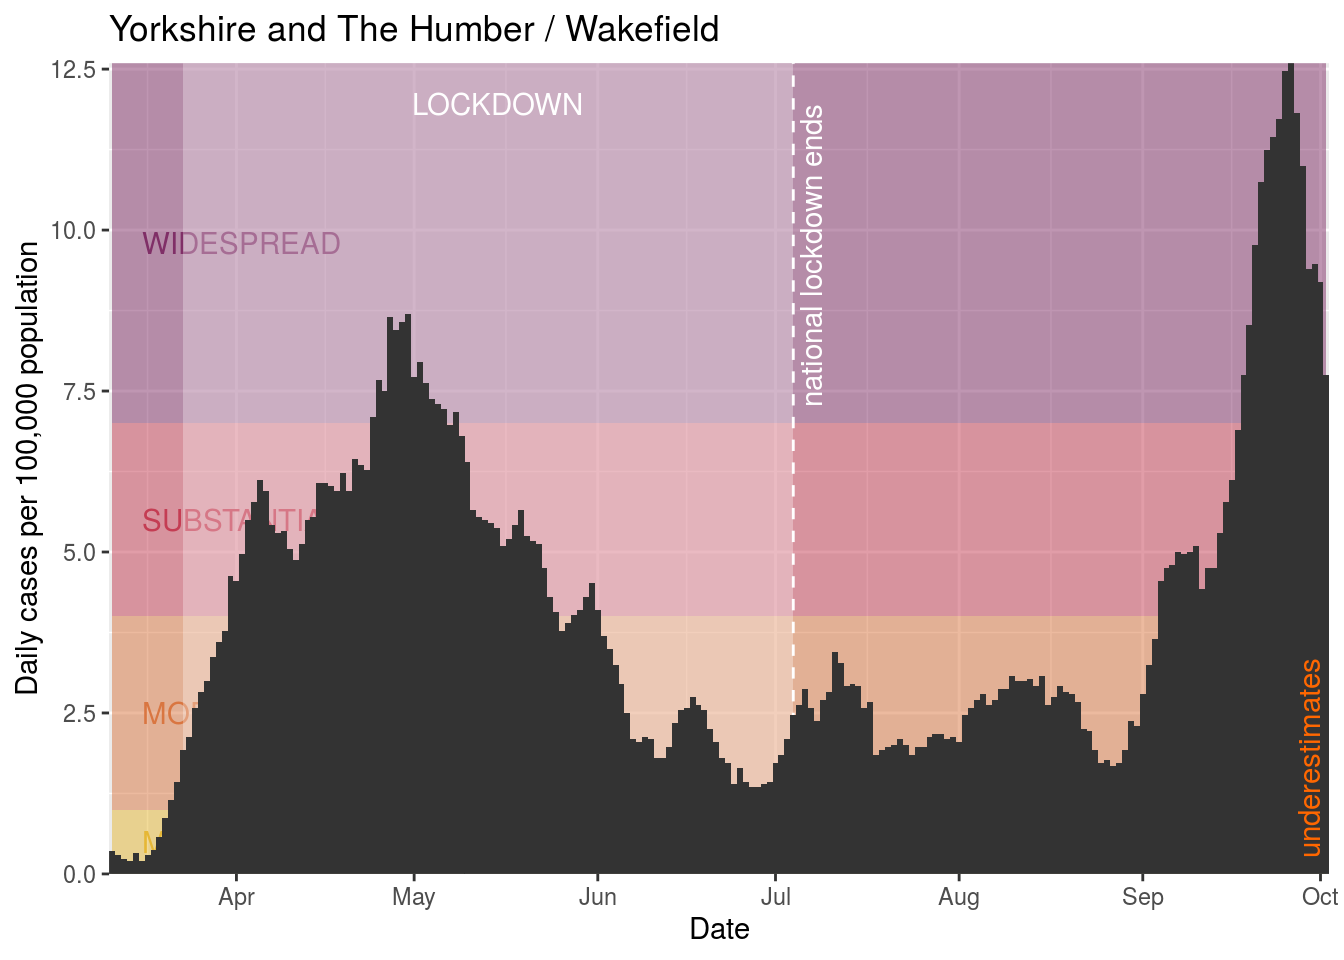 Yorkshire and The Humber / Wakefield
12.5
10.0
7.5
5.0
2.5
0.0
Daily cases per 100,000 population
LOCKDOWN
WIDESPREAD
national lockdown ends
underestimates
Apr
May
Jun
Jul
Aug
Sep
Oct
Date